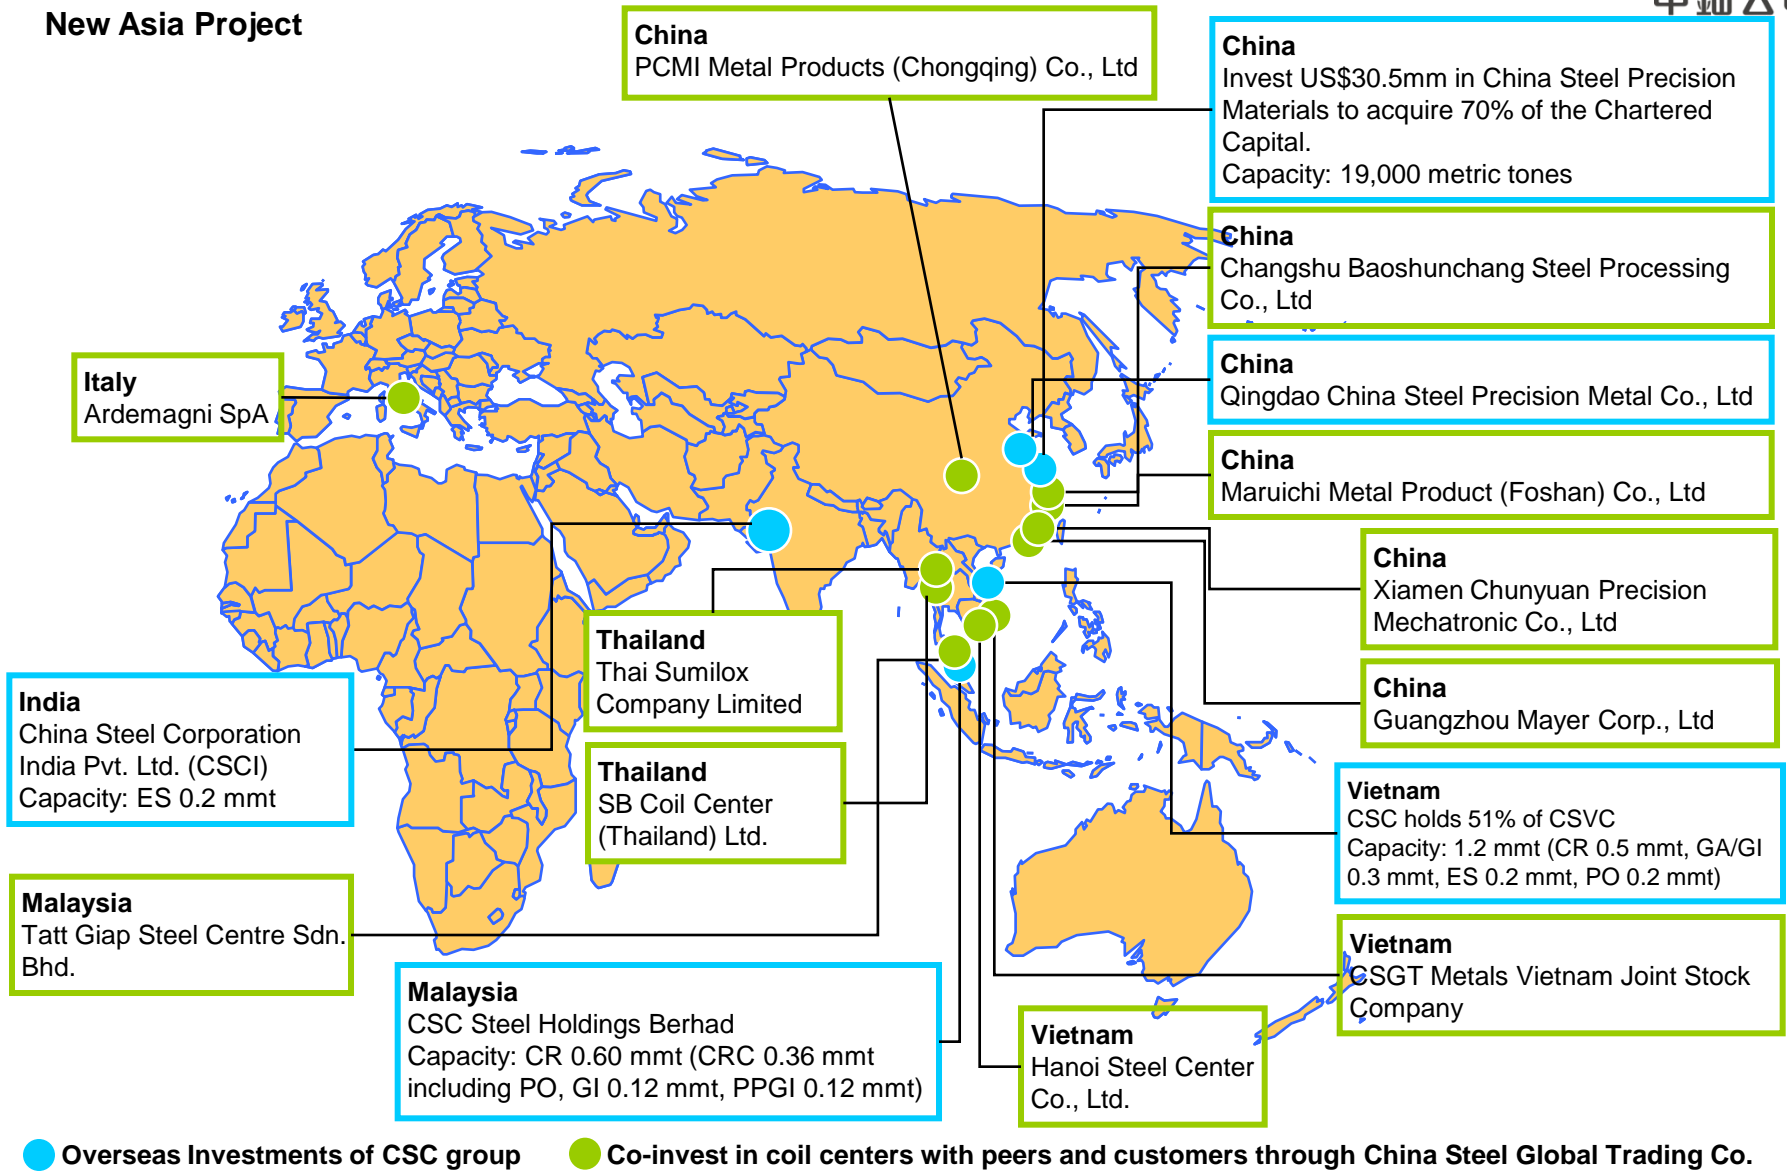 New Asia Project
China
PCMI Metal Products (Chongqing) Co., Ltd
China
Invest US$30.5mm in China Steel Precision
Materials to acquire 70% of the Chartered
Capital.
Capacity: 19,000 metric tones
China
Changshu Baoshunchang Steel Processing
Co., Ltd
China
Qingdao China Steel Precision Metal Co., Ltd
China
Maruichi Metal Product (Foshan) Co., Ltd
China
Xiamen Chunyuan Precision
Mechatronic Co., Ltd
China
Guangzhou Mayer Corp., Ltd
Italy
Ardemagni SpA
Thailand
Thai Sumilox
Company Limited
Thailand
SB Coil Center
(Thailand) Ltd.
India
China Steel Corporation
India Pvt. Ltd. (CSCI)
Capacity: ES 0.2 mmt
Malaysia
Tatt Giap Steel Centre Sdn.
Bhd.
Malaysia
CSC Steel Holdings Berhad
Capacity: CR 0.60 mmt (CRC 0.36 mmt
including PO, GI 0.12 mmt, PPGI 0.12 mmt)
Vietnam
CSC holds 51% of CSVC
Capacity: 1.2 mmt (CR 0.5 mmt, GA/GI
0.3 mmt, ES 0.2 mmt, PO 0.2 mmt)
Vietnam
CSGT Metals Vietnam Joint Stock
Company
Vietnam
Hanoi Steel Center
Co., Ltd.
Overseas Investments of CSC group
Co-invest in coil centers with peers and customers through China Steel Global Trading Co.